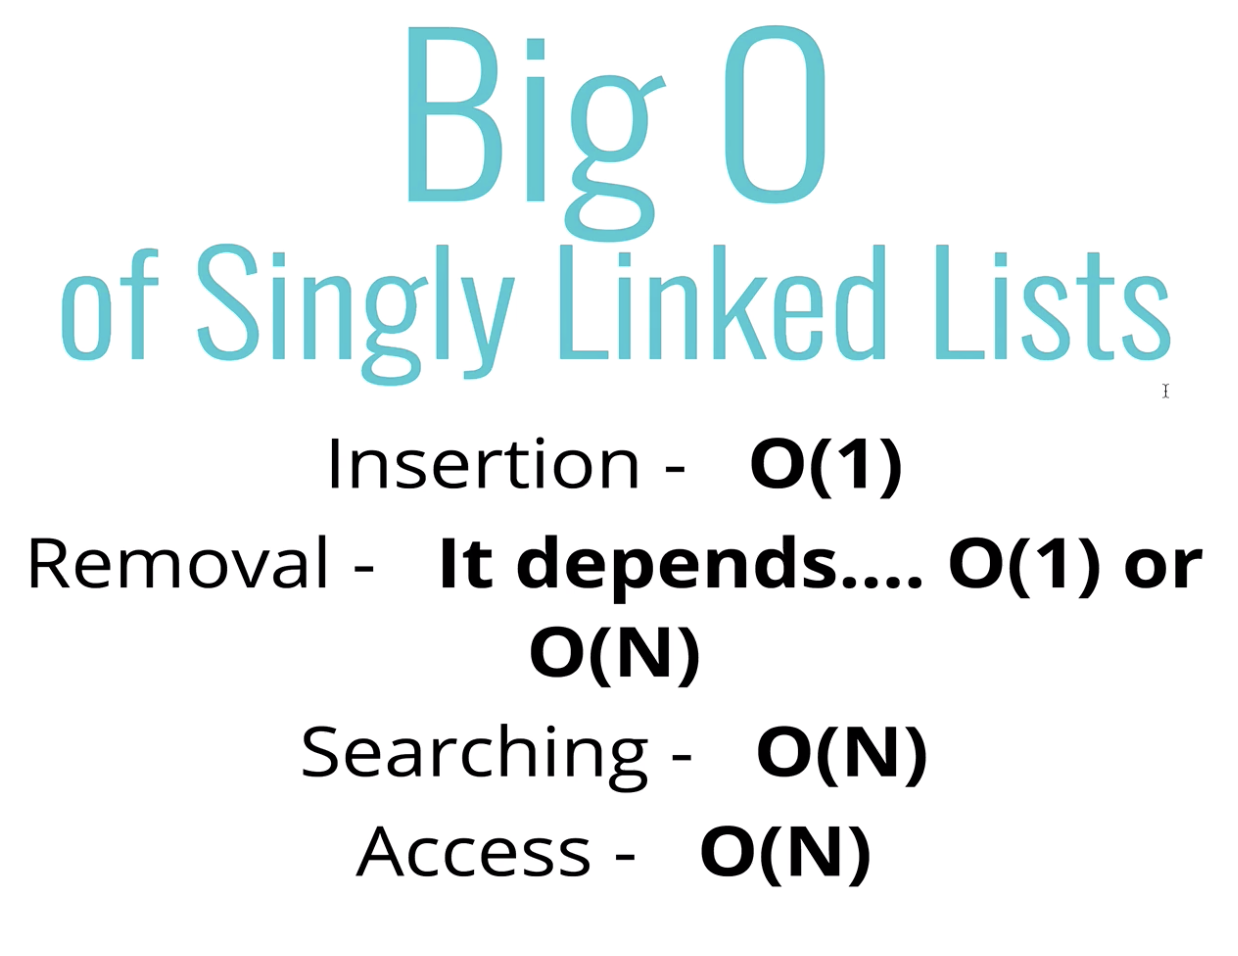 Big O
of Singly Linked Lists
Insertion - O(1)
Removal - It depends.... O(1) or
O(N)
Searching - O(N)
Access - O(N)